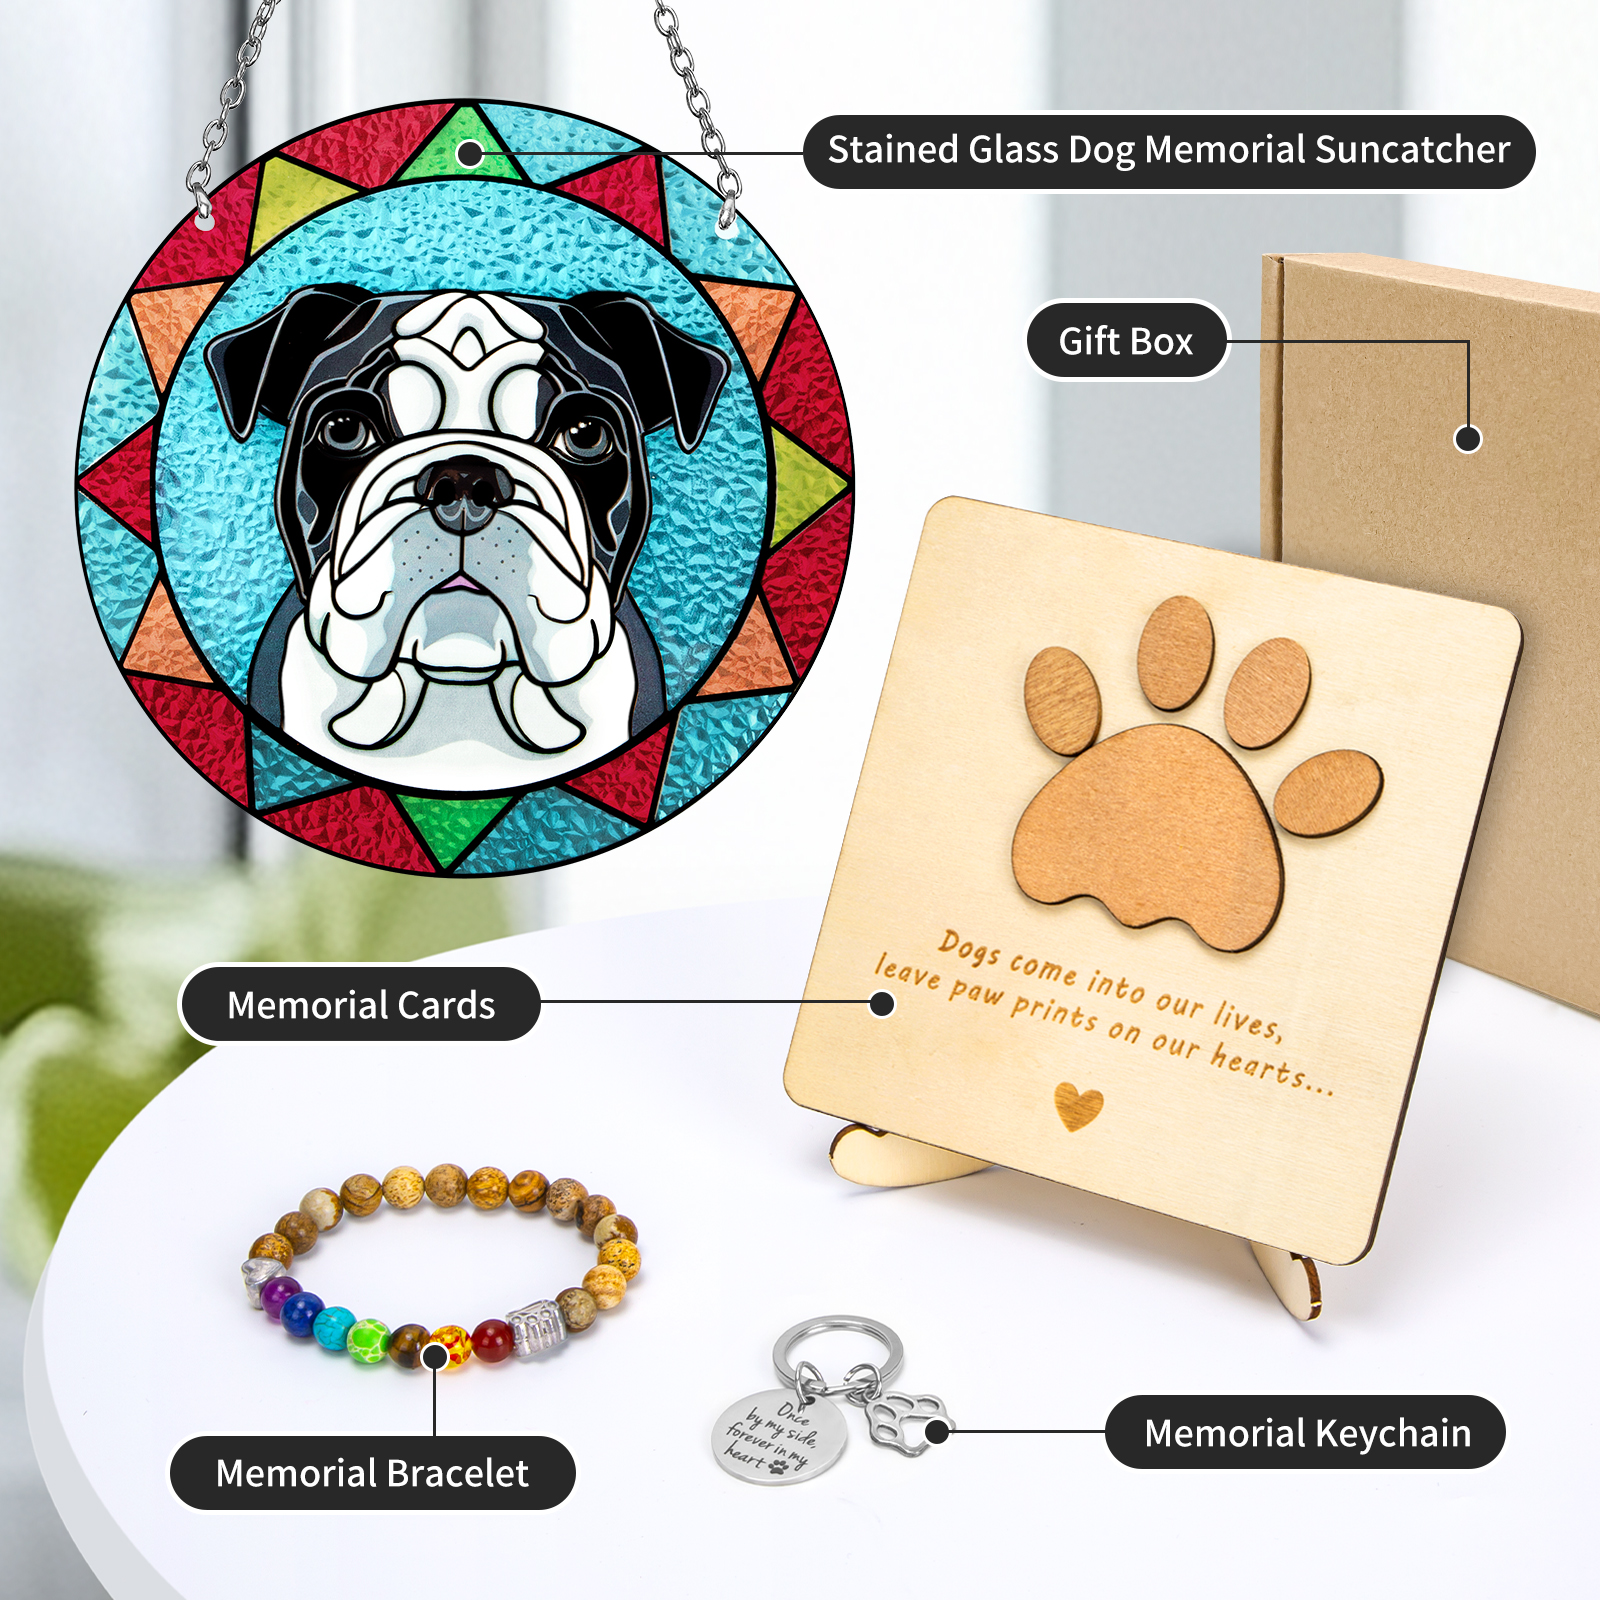 Stained Glass Dog Memorial Suncatcher
Gift Box
Dogs come into our lives,
leave paw prints on our hearts...
Memorial Cards
Memorial Bracelet
Once
by my side,
forever in my
heart
Memorial Keychain